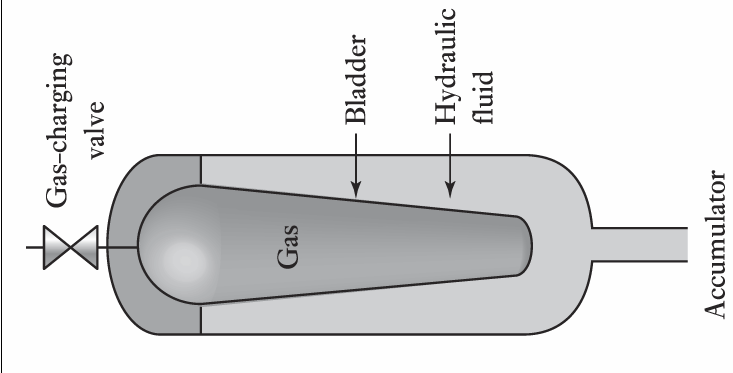 Gas-charging
valve
Bladder
Hydraulic
fluid
Gas
Accumulator